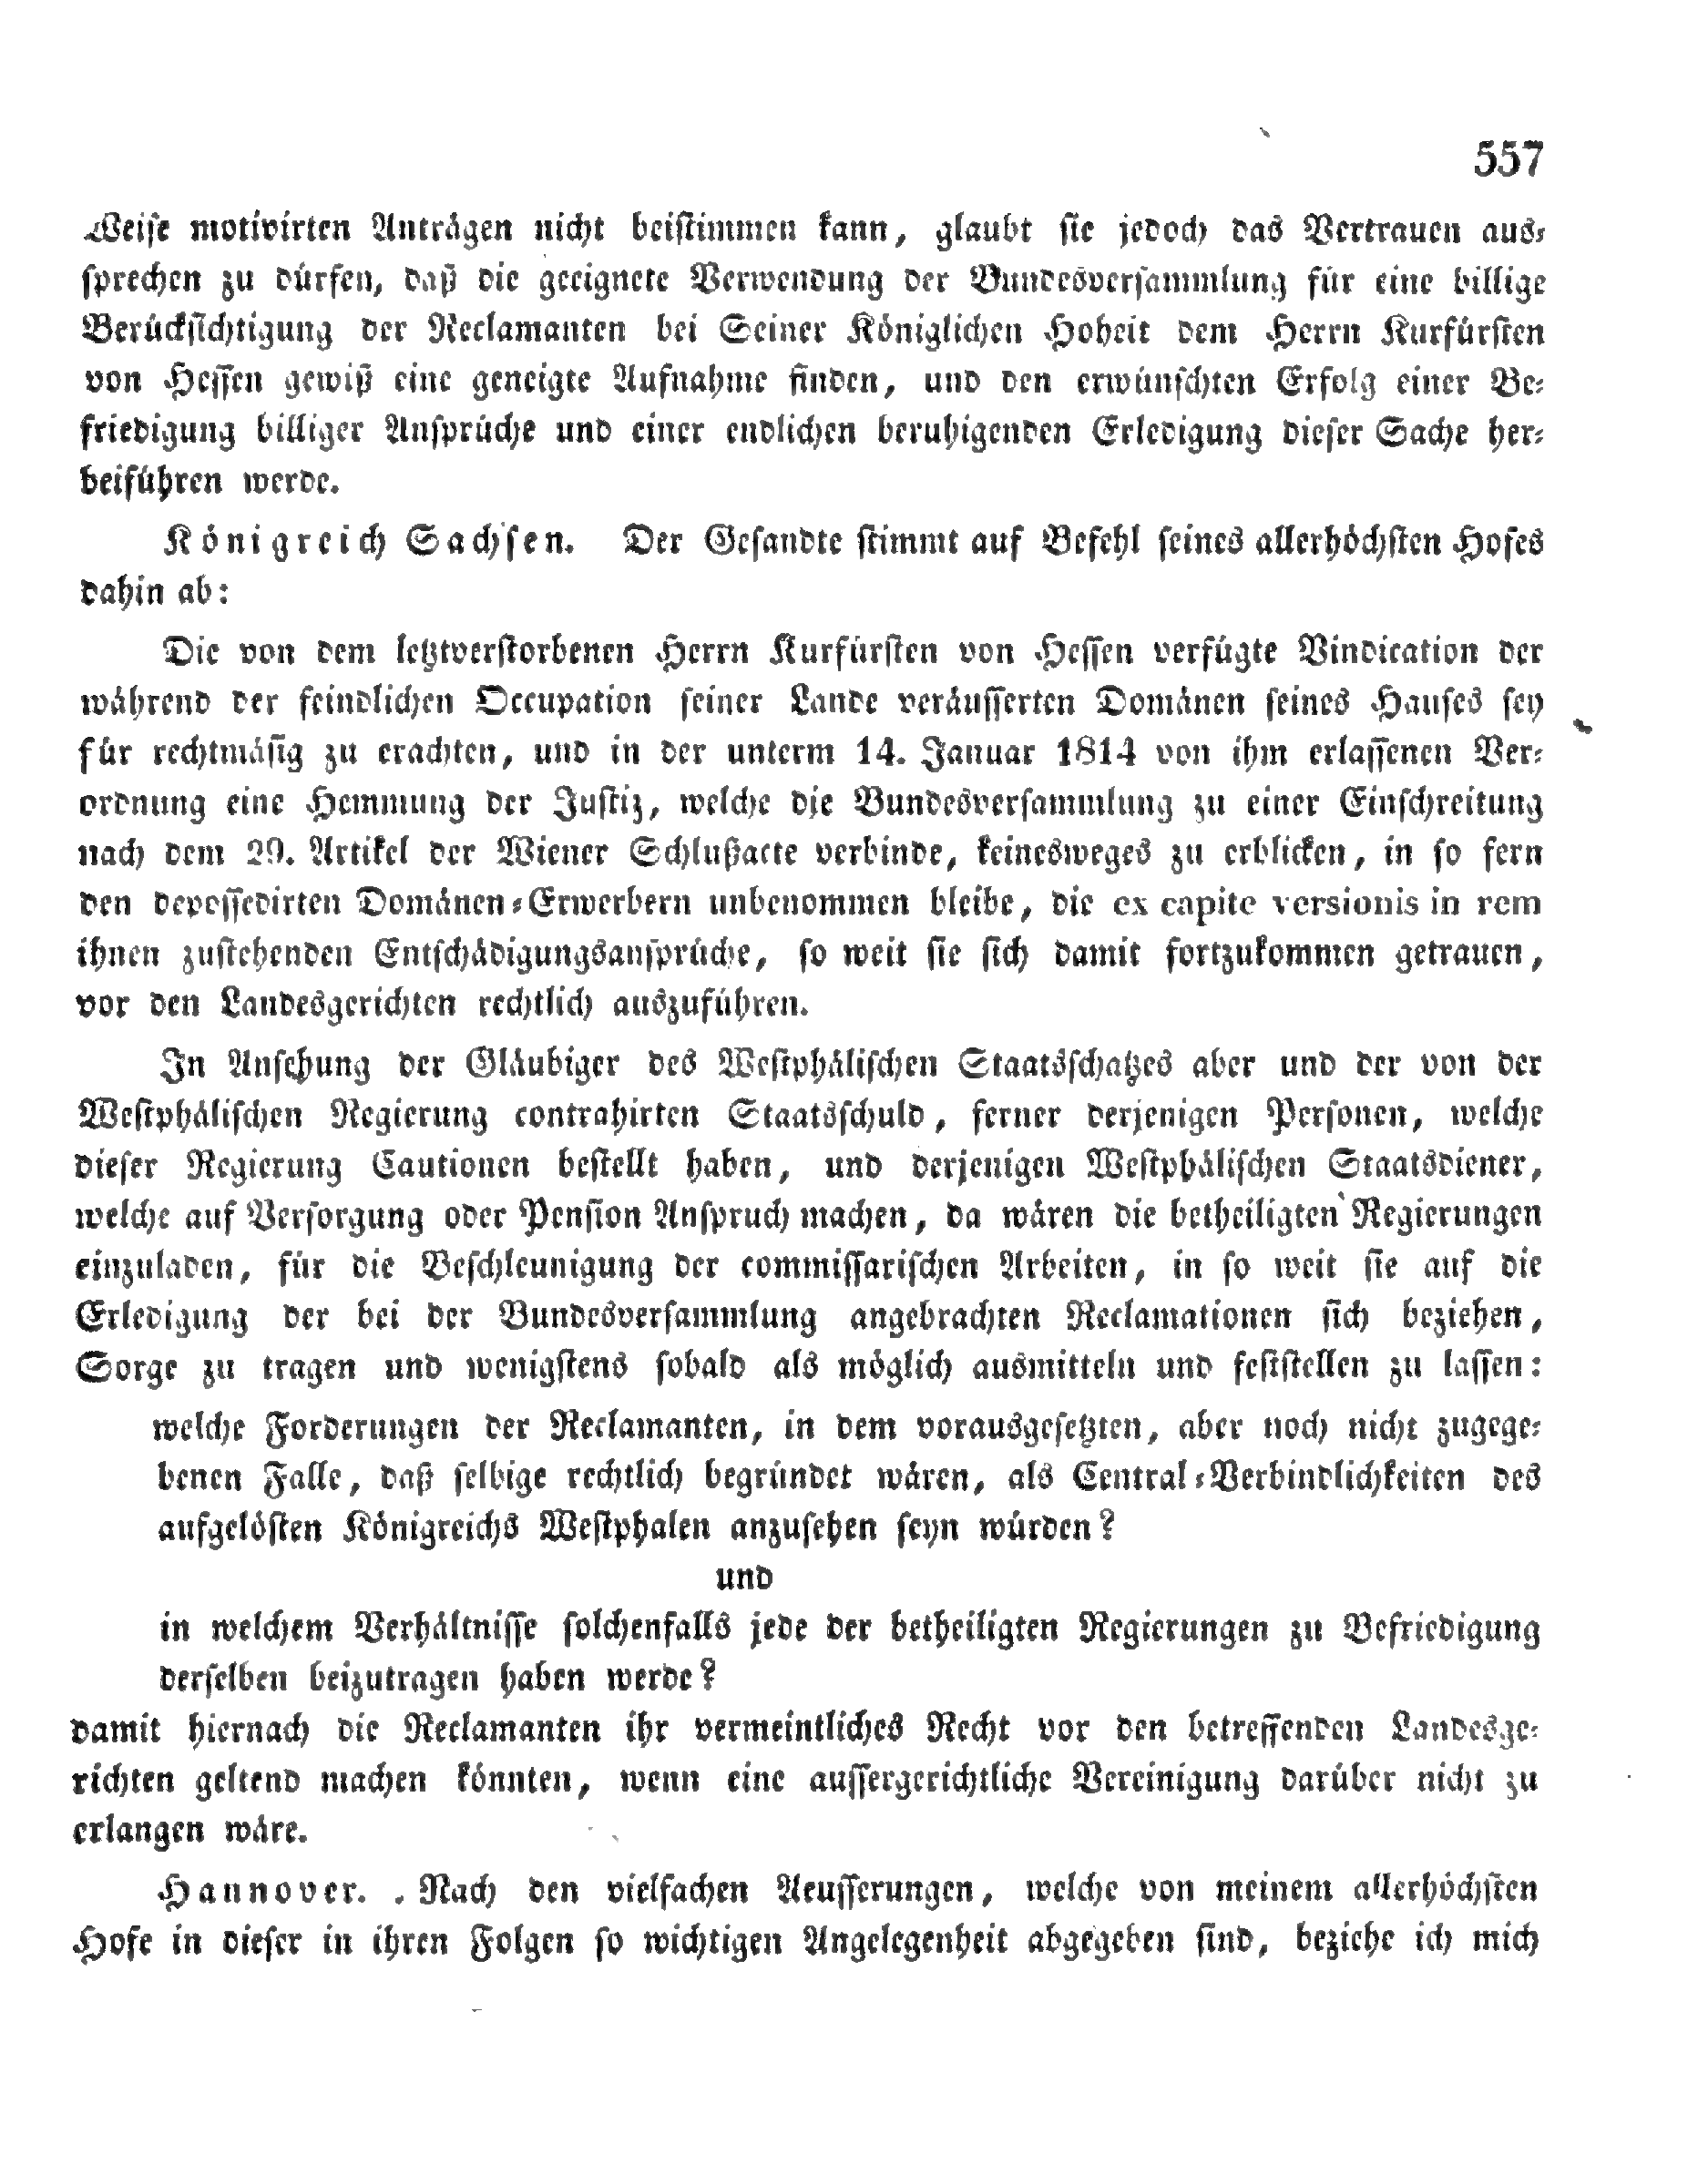 557
Weise motivirten Anträgen nicht beistimmen kann, glaubt sie jedoch das Vertrauen aus-
sprechen zu dürfen, daß die geeignete Verwendung der Bundesversammlung für eine billige
Berücksichtigung der Reclamanten bei Seiner Königlichen Hoheit dem Herrn Kurfürsten
von Hessen gewiß eine geneigte Aufnahme finden, und den erwünschten Erfolg einer Be-
friedigung billiger Ansprüche und einer endlichen beruhigenden Erledigung dieser Sache her-
beiführen werde.
Königreich Sachsen. Der Gesandte stimmt auf Befehl seines allerhöchsten Hofes
dahin ab:
Die von dem letztverstorbenen Herrn Kurfürsten von Hessen verfügte Vindication der
während der feindlichen Occupation seiner Lande veräusserten Domänen seines Hauses sey
für rechtmäsig zu erachten, und in der unterm 14. Januar 1814 von ihm erlassenen Ver-
ordnung eine Hemmung der Justiz, welche die Bundesversammlung zu einer Einschreitung
nach dem 29. Artikel der Wiener Schlußacte verbinde, keinesweges zu erblicken, in so fern
den depossedirten Domänen-Erwerbern unbenommen bleibe, die ex capite versionis in rem
ihnen zustehenden Entschädigungsansprüche, so weit sie sich damit fortzukommen getrauen,
vor den Landesgerichten rechtlich auszuführen.
In Ansehung der Gläubiger des Westphälischen Staatsschatzes aber und der von der
Westphälischen Regierung contrahirten Staatsschuld, ferner derjenigen Personen, welche
dieser Regierung Cautionen bestellt haben, und derjenigen Westphälischen Staatsdiener,
welche auf Versorgung oder Pension Anspruch machen, da wären die betheiligten Regierungen
einzuladen, für die Beschleunigung der commissarischen Arbeiten, in so weit sie auf die
Erledigung der bei der Bundesversammlung angebrachten Reclamationen sich beziehen,
Sorge zu tragen und wenigstens sobald als möglich ausmitteln und feststellen zu lassen:
welche Forderungen der Reclamanten, in dem vorausgesetzten, aber noch nicht zugege-
benen Falle, daß selbige rechtlich begründet wären, als Central-Verbindlichkeiten des
aufgelösten Königreichs Westphalen anzusehen seyn würden?
und
in welchem Verhältnisse solchenfalls jede der betheiligten Regierungen zu Befriedigung
derselben beizutragen haben werde?
damit hiernach die Reclamanten ihr vermeintliches Recht vor den betreffenden Landesge-
richten geltend machen könnten, wenn eine aussergerichtliche Vereinigung darüber nicht zu
erlangen wäre.
Hannover. Nach den vielfachen Aeusserungen, welche von meinem allerhöchsten
Hofe in dieser in ihren Folgen so wichtigen Angelegenheit abgegeben sind, beziehe ich mich